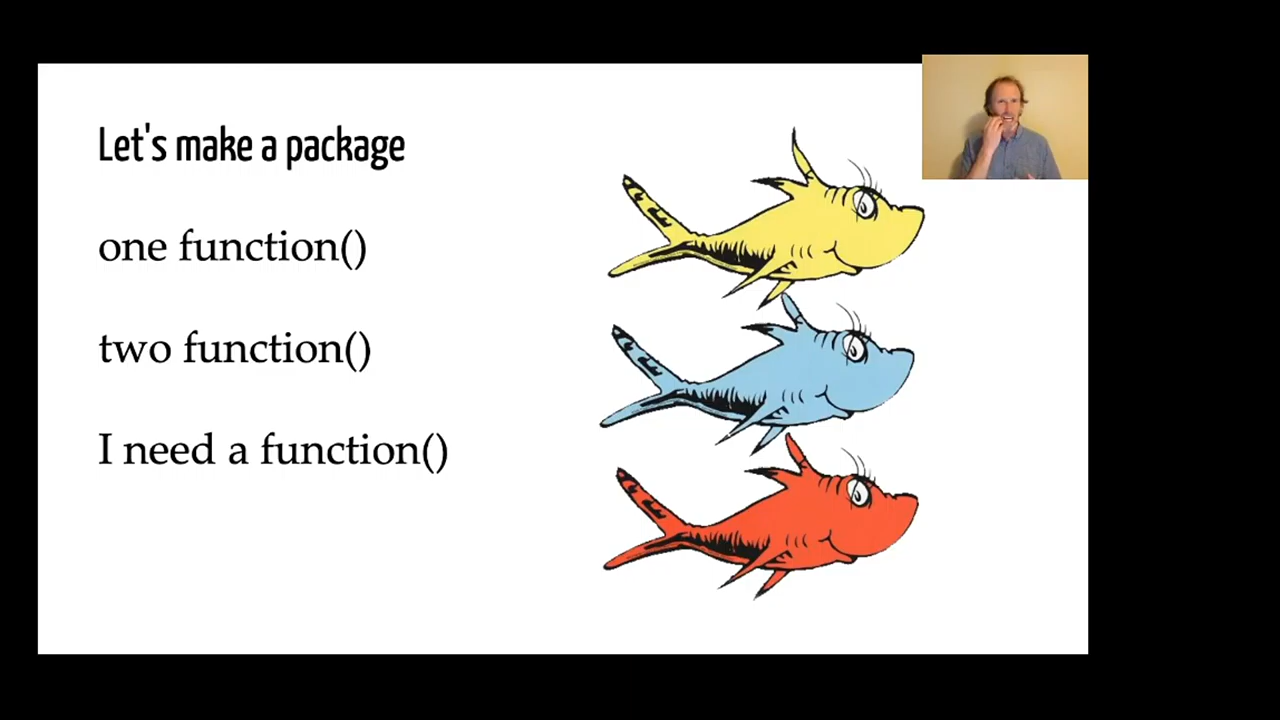 Let's make a package
one function()
two function()
I need a function()